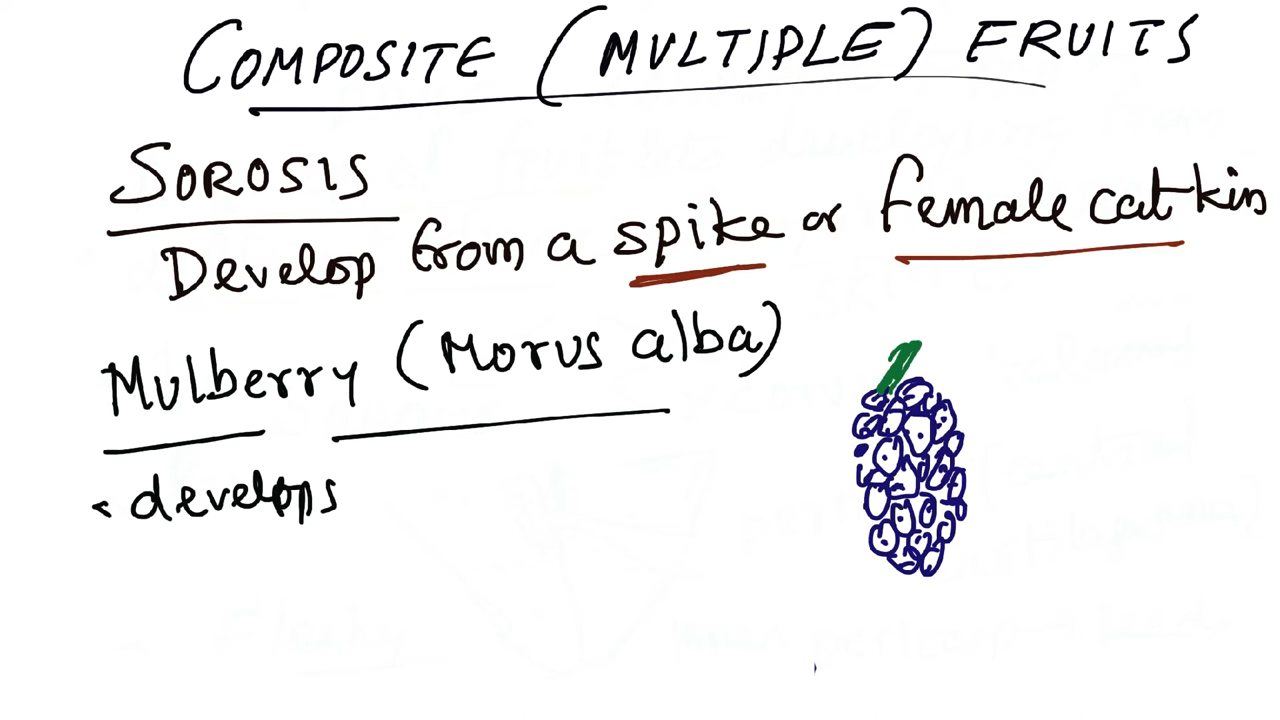 COMPOSITE (MULTIPLE) FRUITS
SOROSIS
Develop from a spike or female catkin
Mulberry (Morus alba)
develops